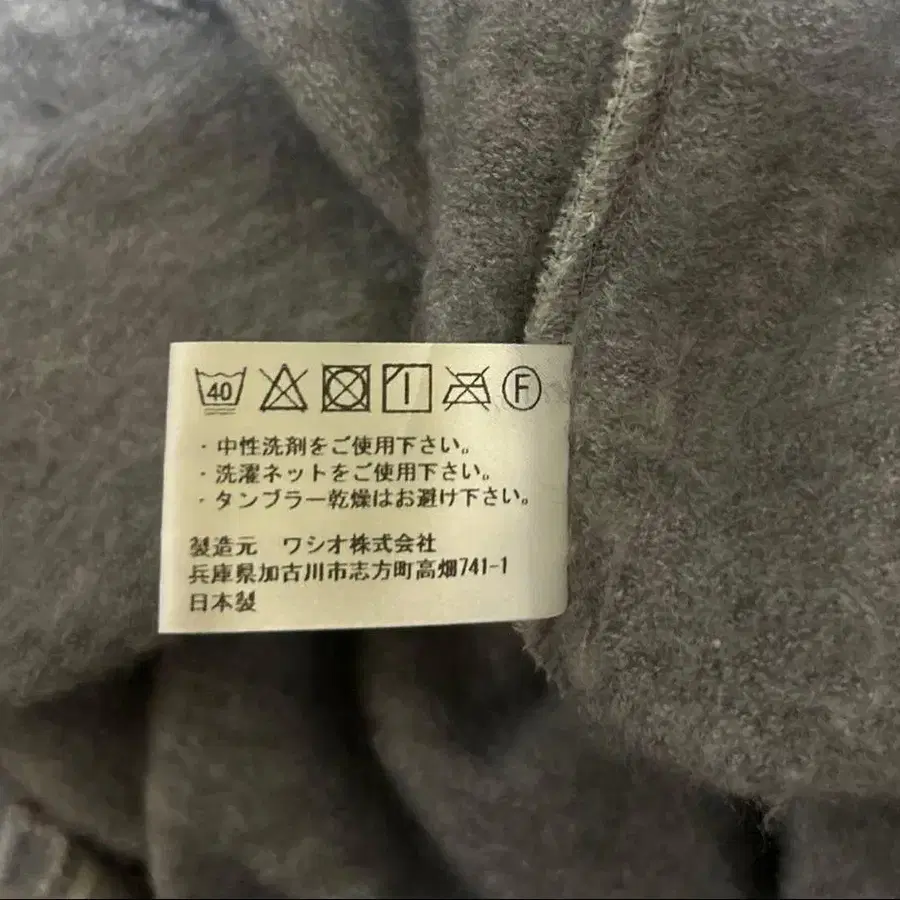 40 F
・中性洗剤をご使用下さい。
・洗濯ネットをご使用下さい。
・タンブラー乾燥はお避け下さい。
製造元　ワシオ株式会社
兵庫県加古川市志方町高畑741-1
日本製